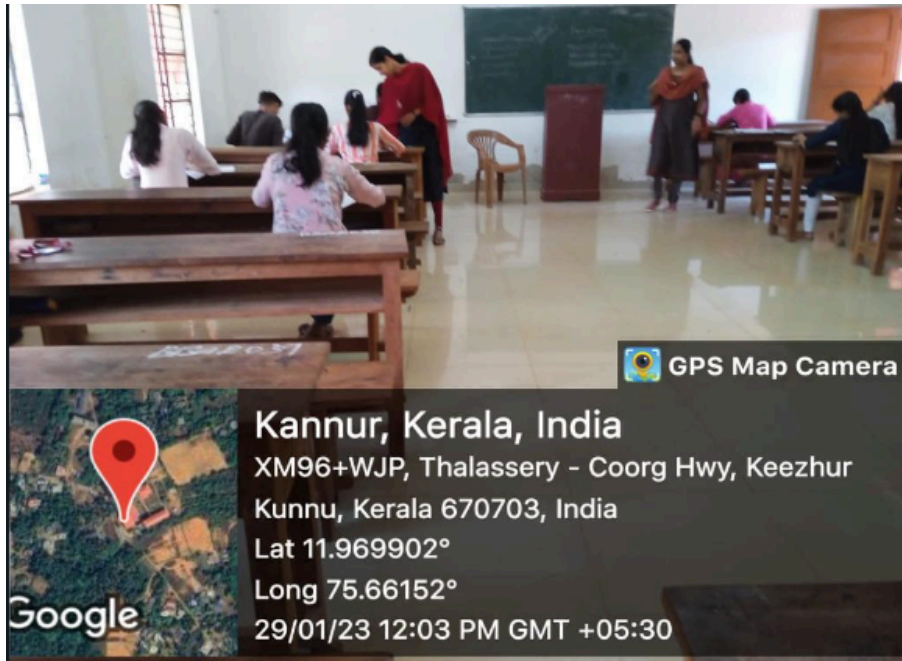 GPS Map Camera
Kannur, Kerala, India
XM96+WJP, Thalassery - Coorg Hwy, Keezhur
Kunnu, Kerala 670703, India
Lat 11.969902°
Long 75.66152°
29/01/23 12:03 PM GMT +05:30
Google